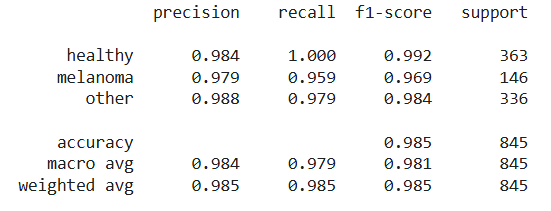 precision recall f1-score support
healthy 0.984 1.000 0.992 363
melanoma 0.979 0.959 0.969 146
other 0.988 0.979 0.984 336
accuracy 0.985 845
macro avg 0.984 0.979 0.981 845
weighted avg 0.985 0.985 0.985 845